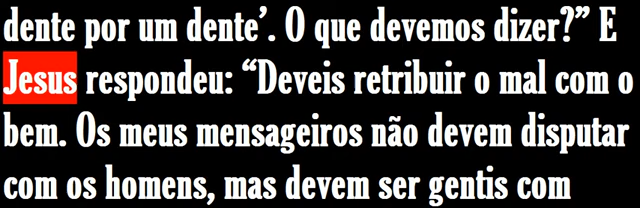 dente por um dente’. O que devemos dizer?” E
Jesus respondeu: “Deveis retribuir o mal com o
bem. Os meus mensageiros não devem disputar
com os homens, mas devem ser gentis com